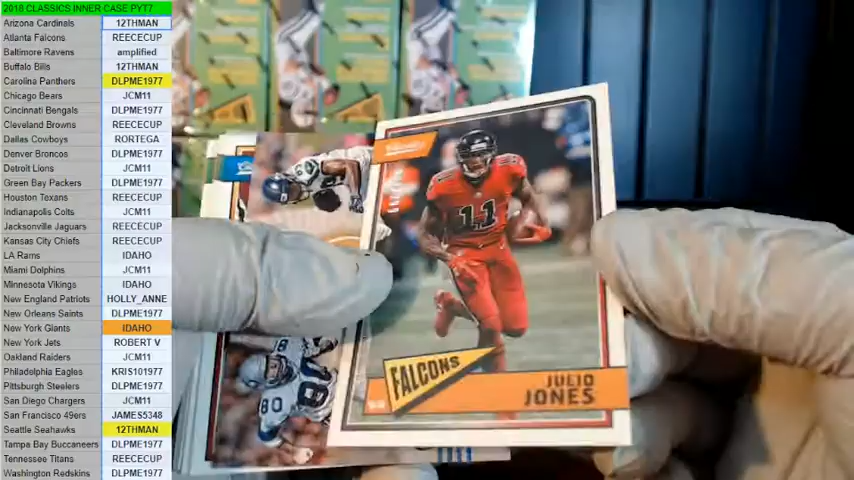 2018 CLASSICS INNER CASE PYT7
Arizona Cardinals 12THMAN
Atlanta Falcons REECECUP
Baltimore Ravens amplified
Buffalo Bills 12THMAN
Carolina Panthers DLPME1977
Chicago Bears JCM11
Cincinnati Bengals DLPME1977
Cleveland Browns REECECUP
Dallas Cowboys RORTEGA
Denver Broncos DLPME1977
Detroit Lions JCM11
Green Bay Packers DLPME1977
Houston Texans REECECUP
Indianapolis Colts JCM11
Jacksonville Jaguars REECECUP
Kansas City Chiefs REECECUP
LA Rams IDAHO
Miami Dolphins JCM11
Minnesota Vikings IDAHO
New England Patriots HOLLY_ANNE
New Orleans Saints DLPME1977
New York Giants IDAHO
New York Jets ROBERT V
Oakland Raiders JCM11
Philadelphia Eagles KRIS101977
Pittsburgh Steelers DLPME1977
San Diego Chargers JCM11
San Francisco 49ers JAMES5348
Seattle Seahawks 12THMAN
Tampa Bay Buccaneers DLPME1977
Tennessee Titans REECECUP
Washington Redskins DLPME1977
11
FALCONS
JULIO
JONES
80